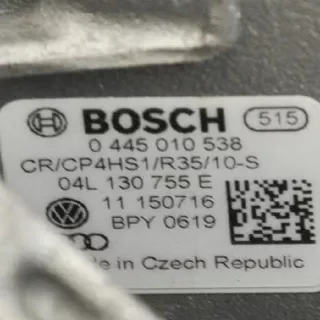 BOSCH 515
0 445 010 538
CR/CP4HS1/R35/10-S
04L 130 755 E
11 150716
BPY 0619
in Czech Republic